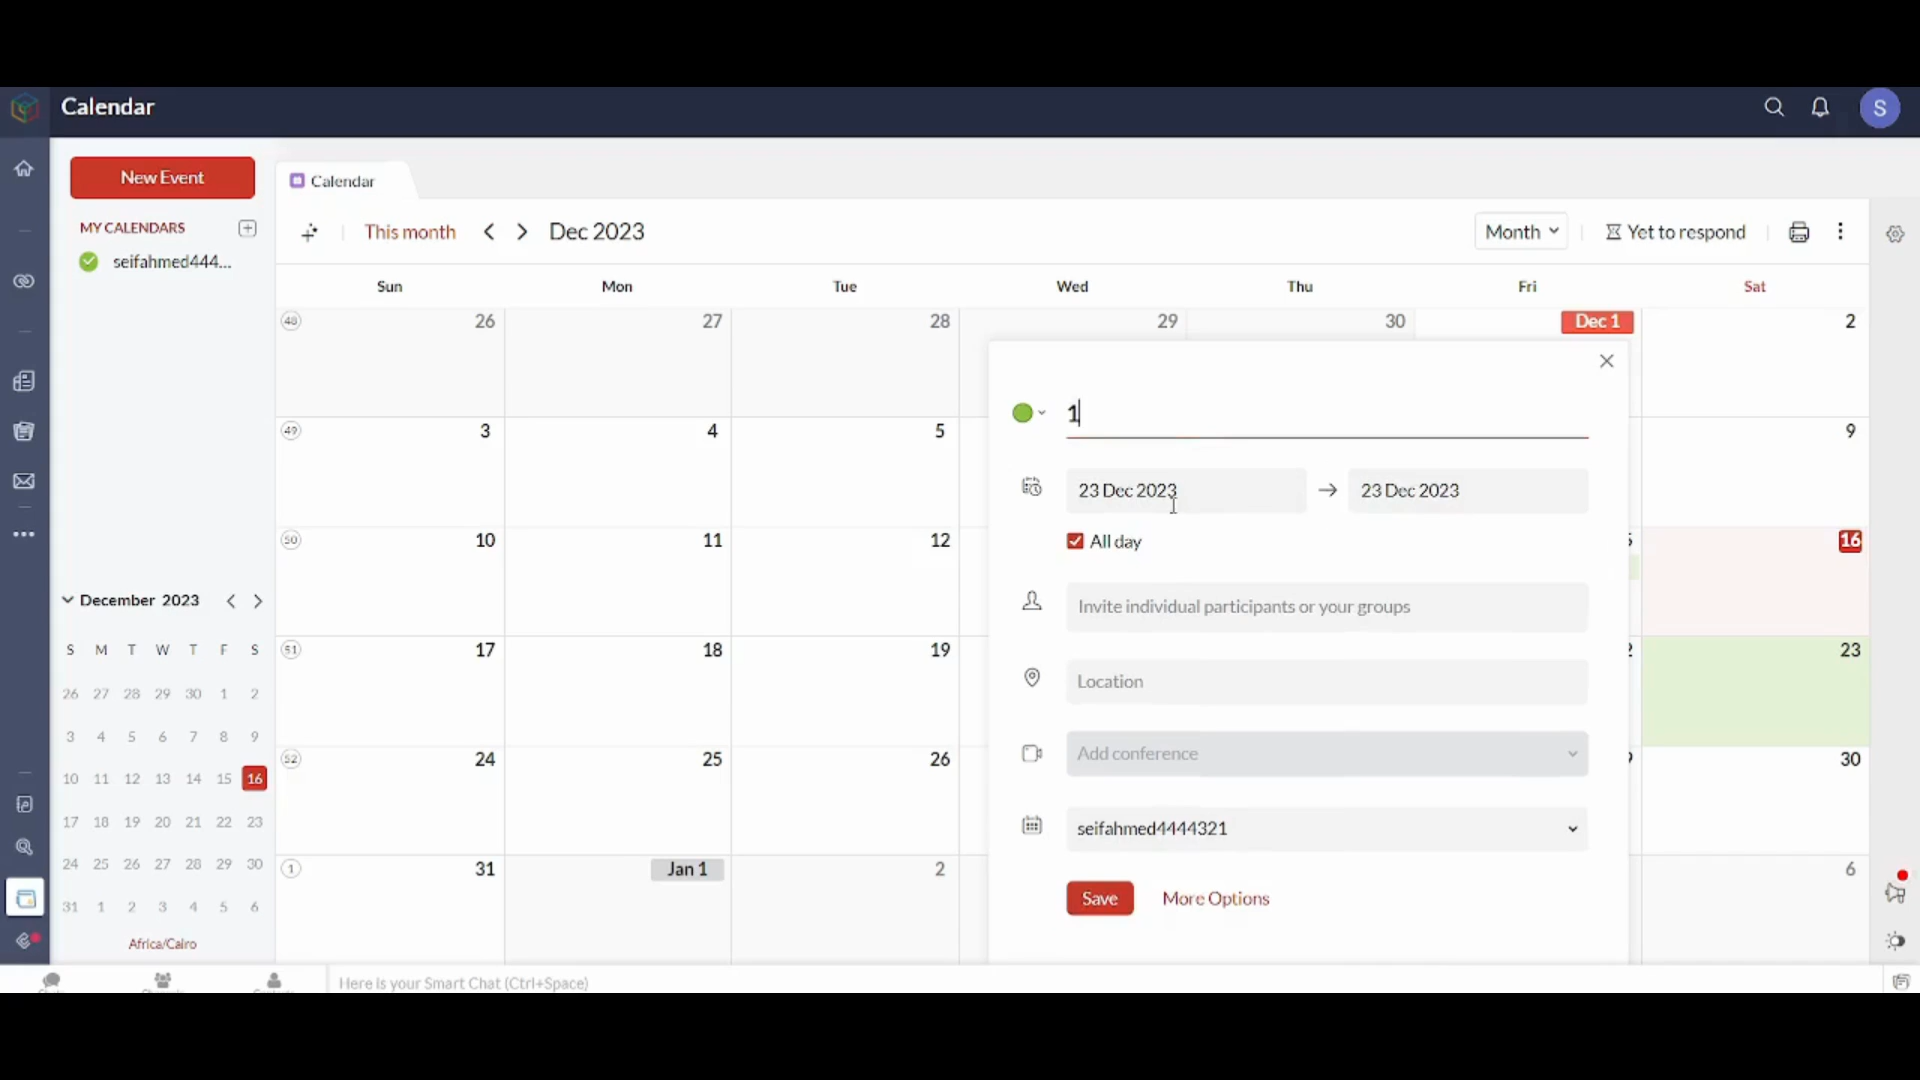 Calendar
S
New Event
MY CALENDARS
seifahmed444...
Calendar
This month
Dec 2023
Month
Yet to respond
Sun Mon Tue Wed Thu Fri Sat
48 26 27 28 29 30 Dec 1 2
49 3 4 5 9
50 10 11 12 16
51 17 18 19 23
52 24 25 26 30
1 31 Jan 1 2 6
1
23 Dec 2023 → 23 Dec 2023
All day
Invite individual participants or your groups
Location
Add conference
seifahmed4444321
Save More Options
December 2023
S M T W T F S
26 27 28 29 30 1 2
3 4 5 6 7 8 9
10 11 12 13 14 15 16
17 18 19 20 21 22 23
24 25 26 27 28 29 30
31 1 2 3 4 5 6
Africa/Cairo
Here is your Smart Chat (Ctrl+Space)